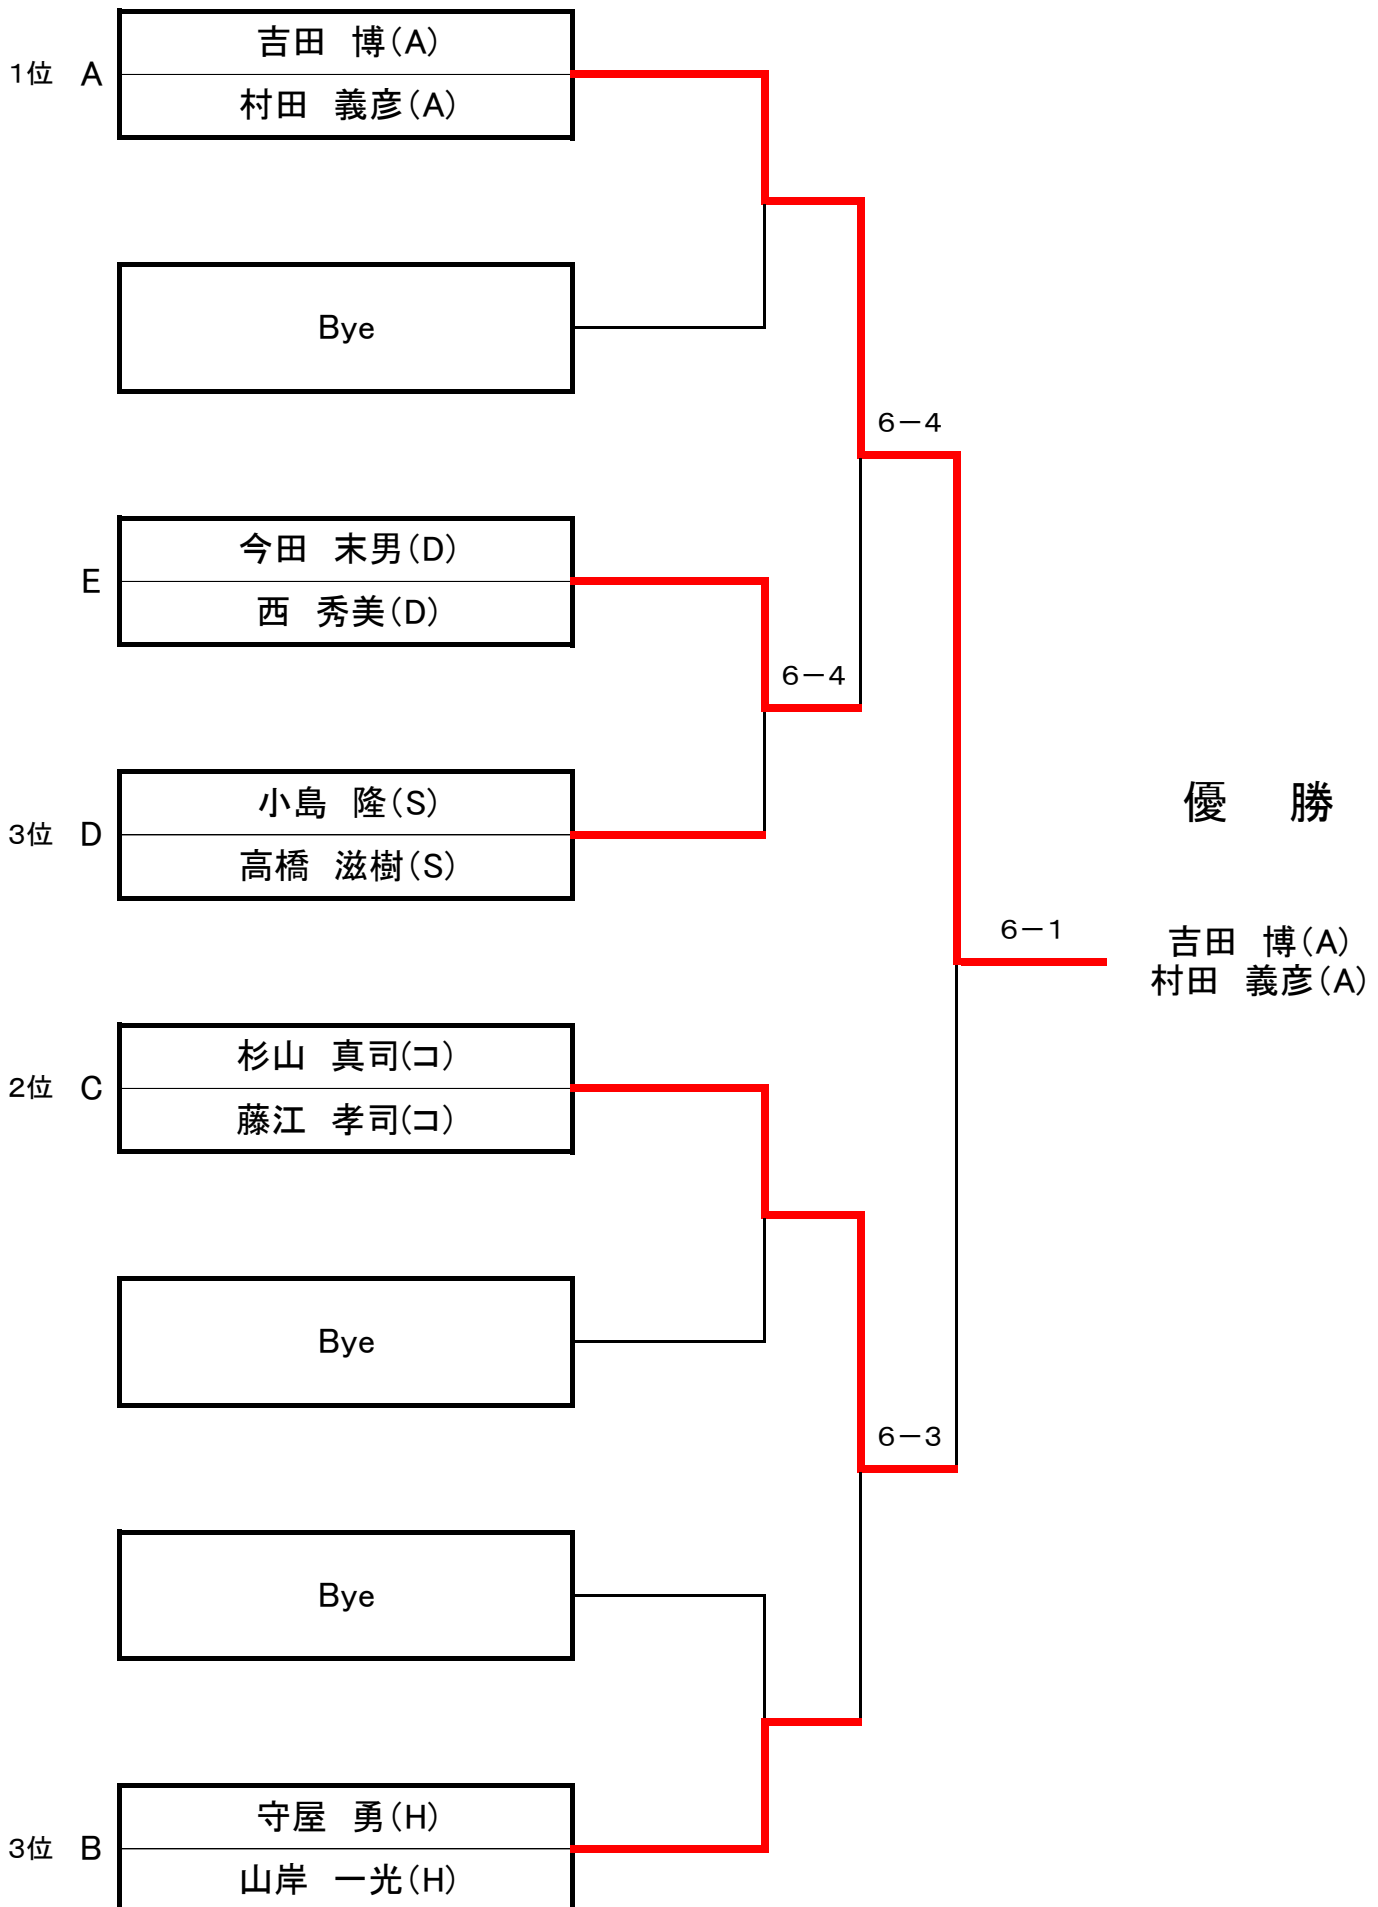 吉田　博(A)
1位　A
村田　義彦(A)
Bye
6－4
今田　末男(D)
E
西　秀美(D)
6－4
小島　隆(S)
3位　D
高橋　滋樹(S)
優　勝
6－1
吉田　博(A)
村田　義彦(A)
杉山　真司(コ)
2位　C
藤江　孝司(コ)
Bye
6－3
Bye
守屋　勇(H)
3位　B
山岸　一光(H)